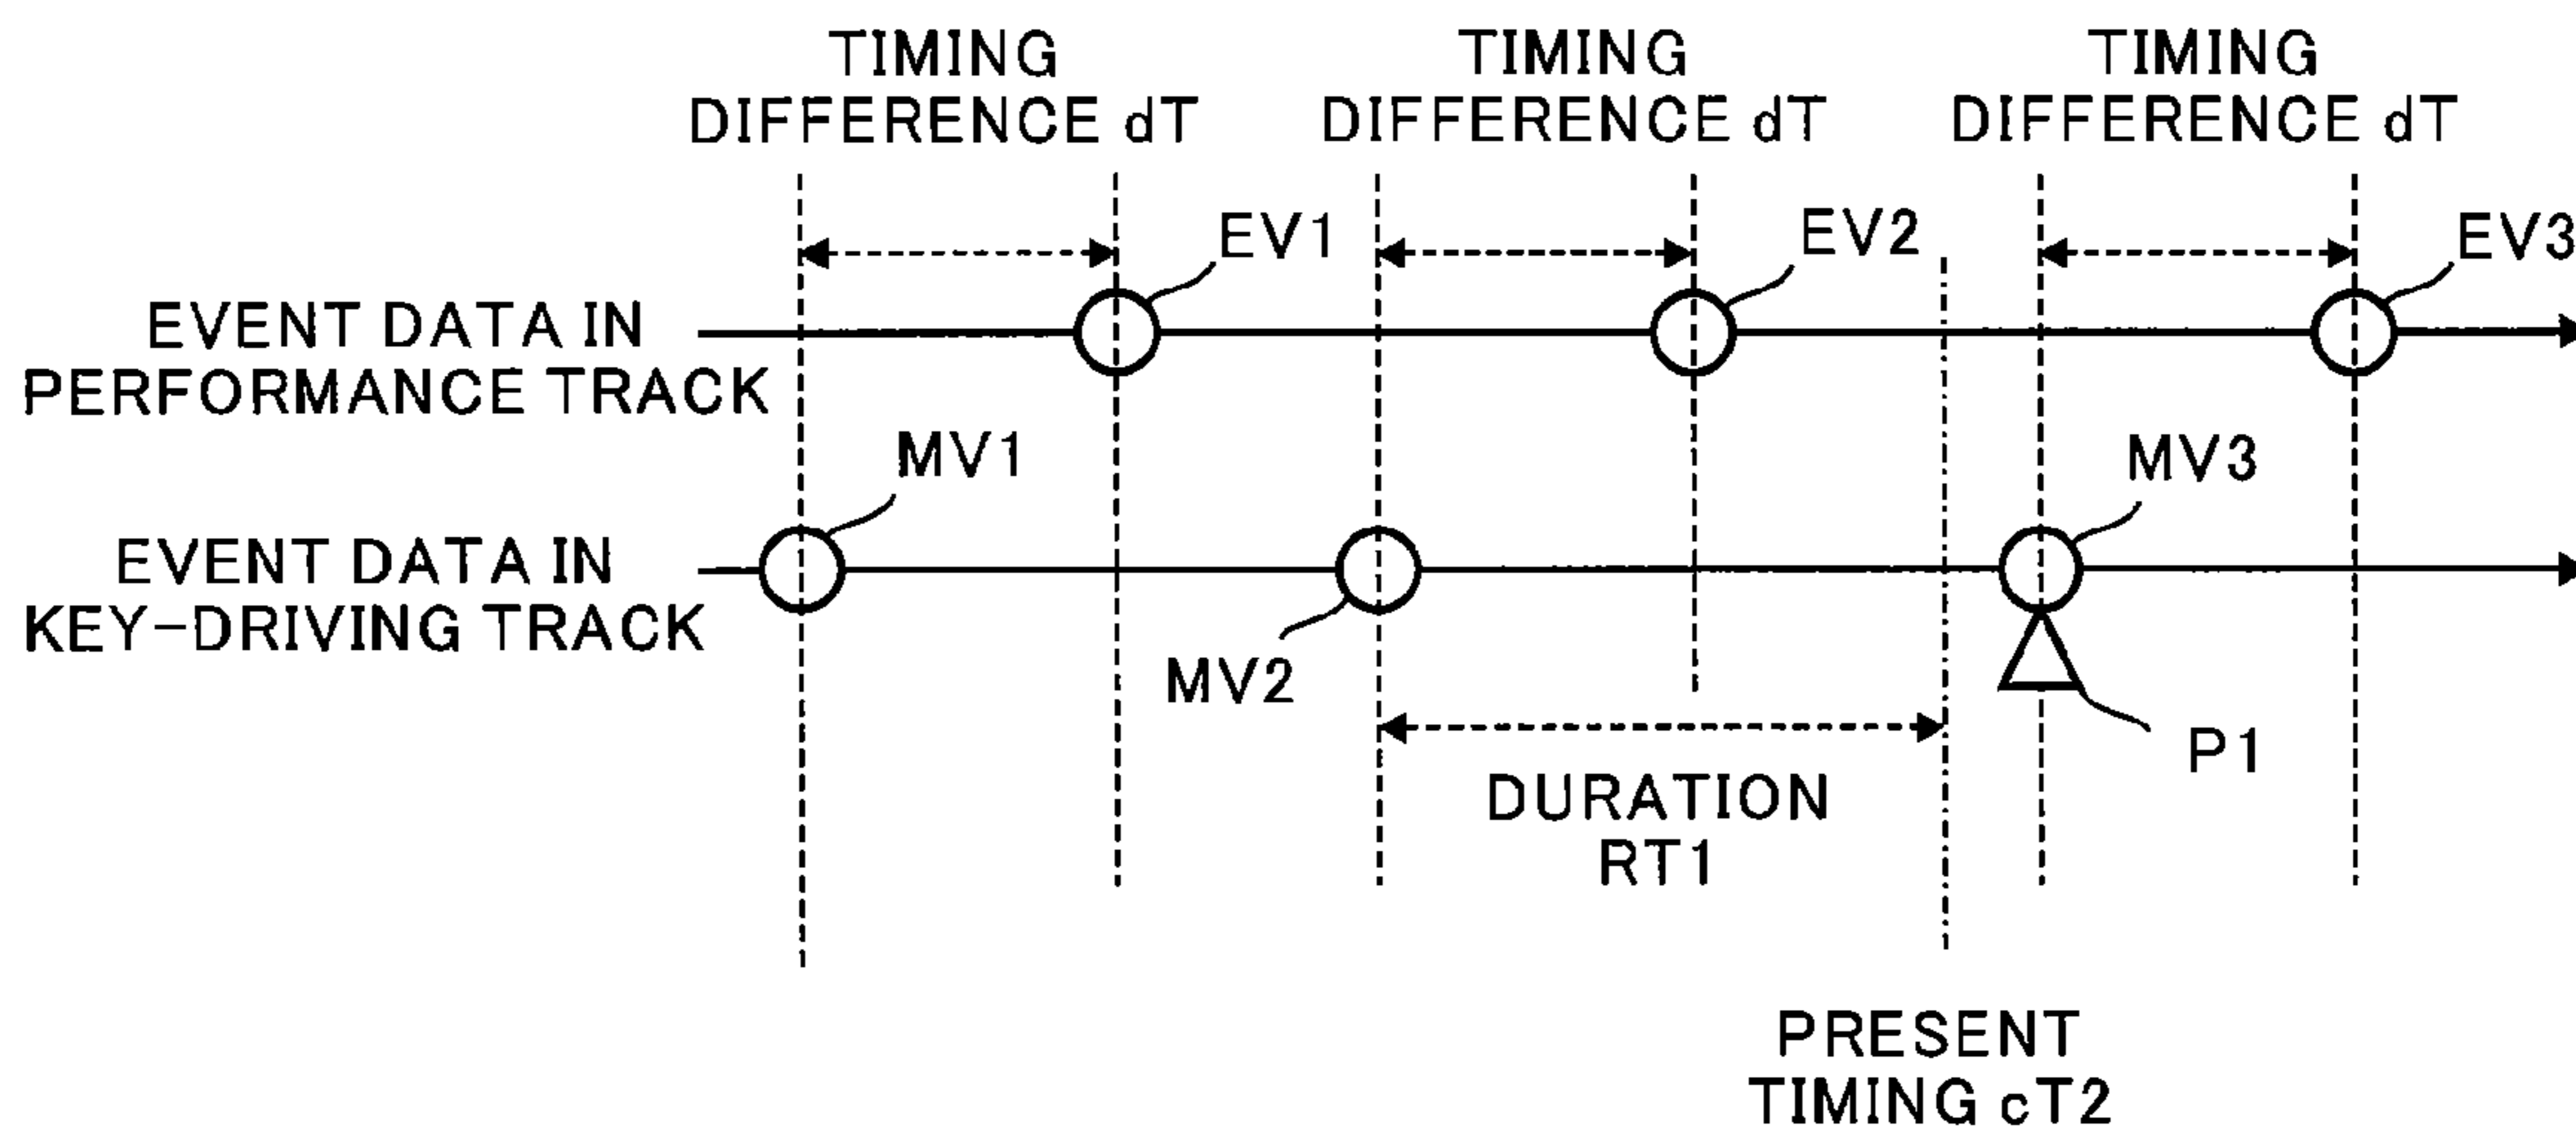 TIMING
DIFFERENCE dT
TIMING
DIFFERENCE dT
TIMING
DIFFERENCE dT
EV1
EV2
EV3
EVENT DATA IN
PERFORMANCE TRACK
MV1
MV3
EVENT DATA IN
KEY-DRIVING TRACK
MV2
P1
DURATION
RT1
PRESENT
TIMING cT2